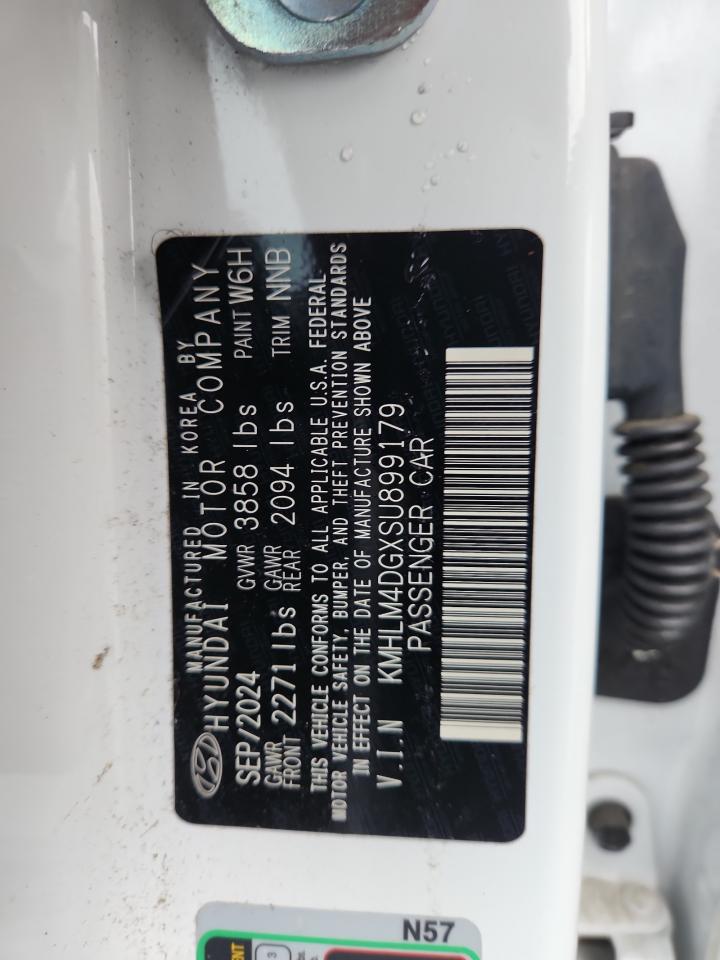 MANUFACTURED IN KOREA BY
HYUNDAI MOTOR COMPANY
SEP/2024 GVWR 3858 lbs PAINT W6H
GAWR FRONT 2271 lbs GAWR REAR 2094 lbs TRIM NNB
THIS VEHICLE CONFORMS TO ALL APPLICABLE U.S.A. FEDERAL
MOTOR VEHICLE SAFETY, BUMPER, AND THEFT PREVENTION STANDARDS
IN EFFECT ON THE DATE OF MANUFACTURE SHOWN ABOVE
V.I.N KMHLM4DGXSU899179
PASSENGER CAR
N57
3